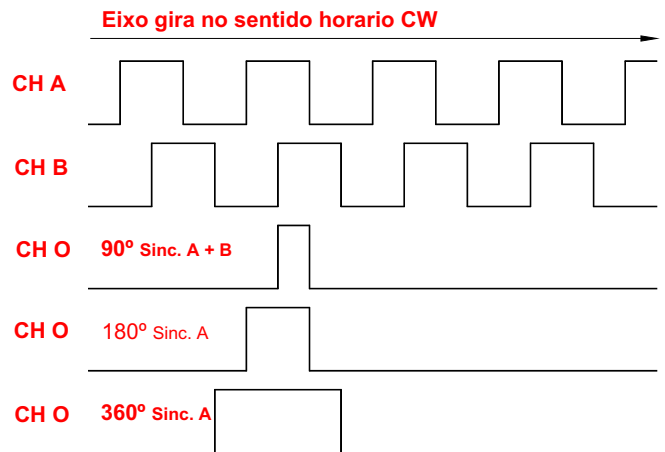 Eixo gira no sentido horario CW
CH A
CH B
CH O 90º Sinc. A + B
CH O 180º Sinc. A
CH O 360º Sinc. A